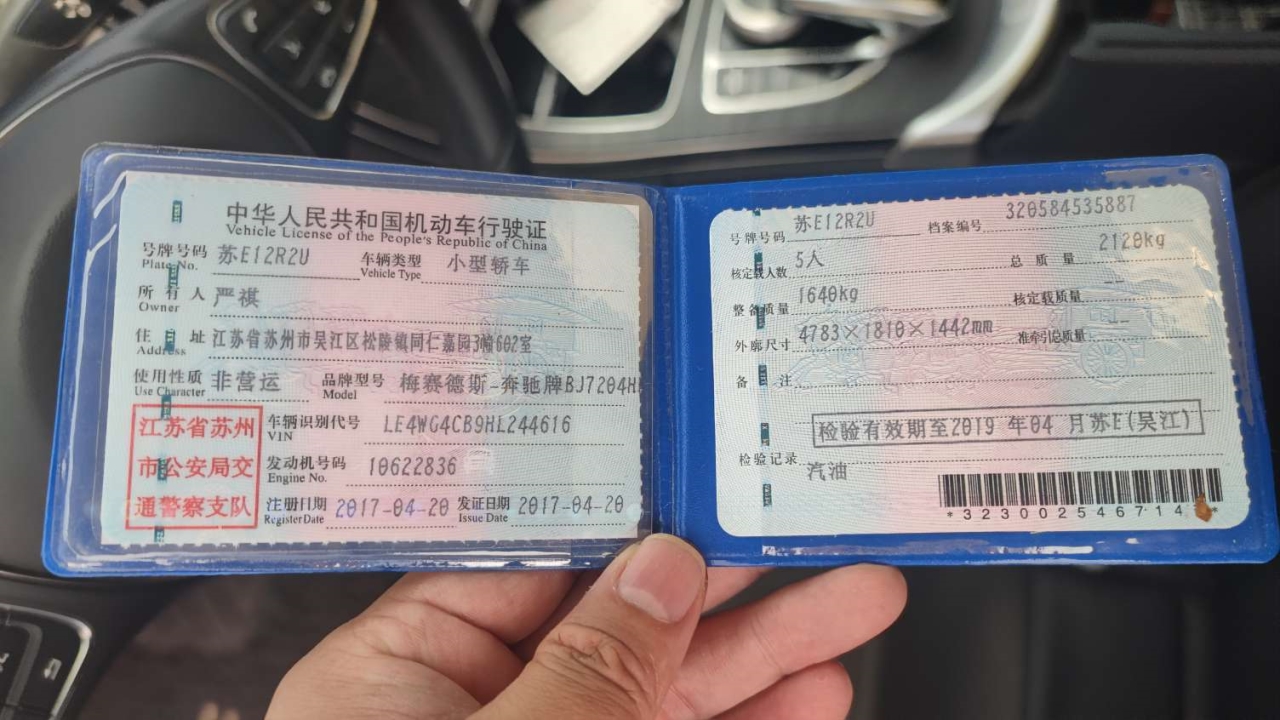 中华人民共和国机动车行驶证
Vehicle License of the People's Republic of China
号牌号码 苏E12R2U 车辆类型 小型轿车
Plate No. Vehicle Type
所有人 严祺
Owner
住址 江苏省苏州市吴江区松陵镇同仁嘉园3幢602室
Address
使用性质 非营运 品牌型号 梅赛德斯-奔驰牌BJ7204H
Use Character Model
江苏省苏州
市公安局交
通警察支队
车辆识别代号 LE4WG4CB9HL244616
VIN
发动机号码 10622836
Engine No.
注册日期 2017-04-20 发证日期 2017-04-20
Register Date Issue Date
号牌号码 苏E12R2U 档案编号 320584535887
核定载人数 5人 总质量 2120kg
整备质量 1640kg 核定载质量 --
外廓尺寸 4783×1810×1442mm 准牵引总质量 --
备注
检验有效期至2019 年04 月苏E(吴江)
检验记录 汽油
*323002546714